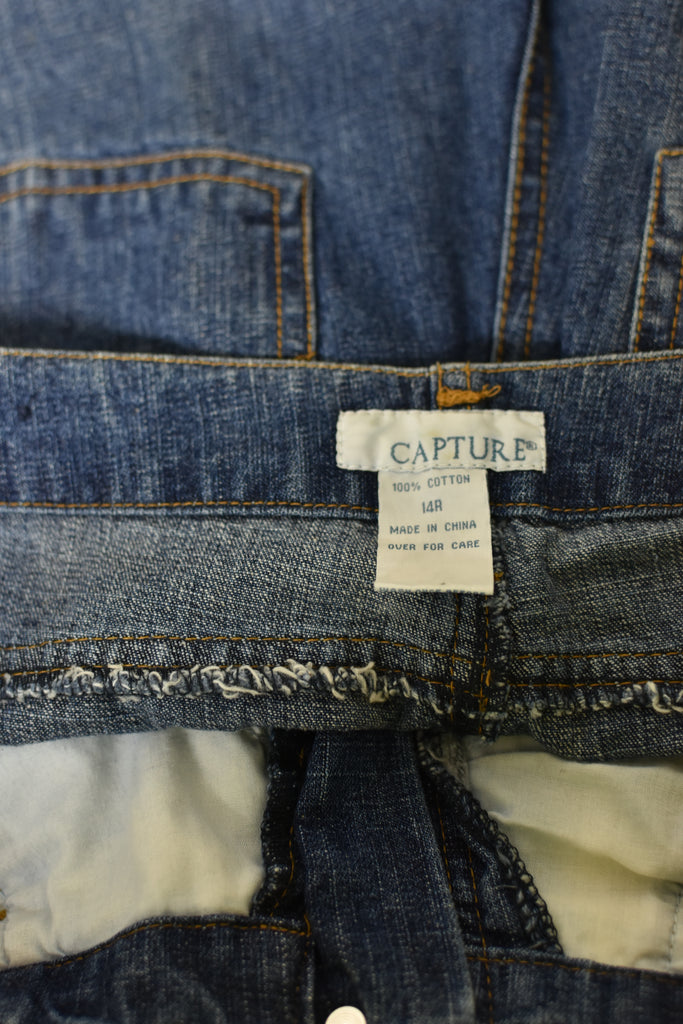 CAPTURE®
100% COTTON
14R
MADE IN CHINA
OVER FOR CARE